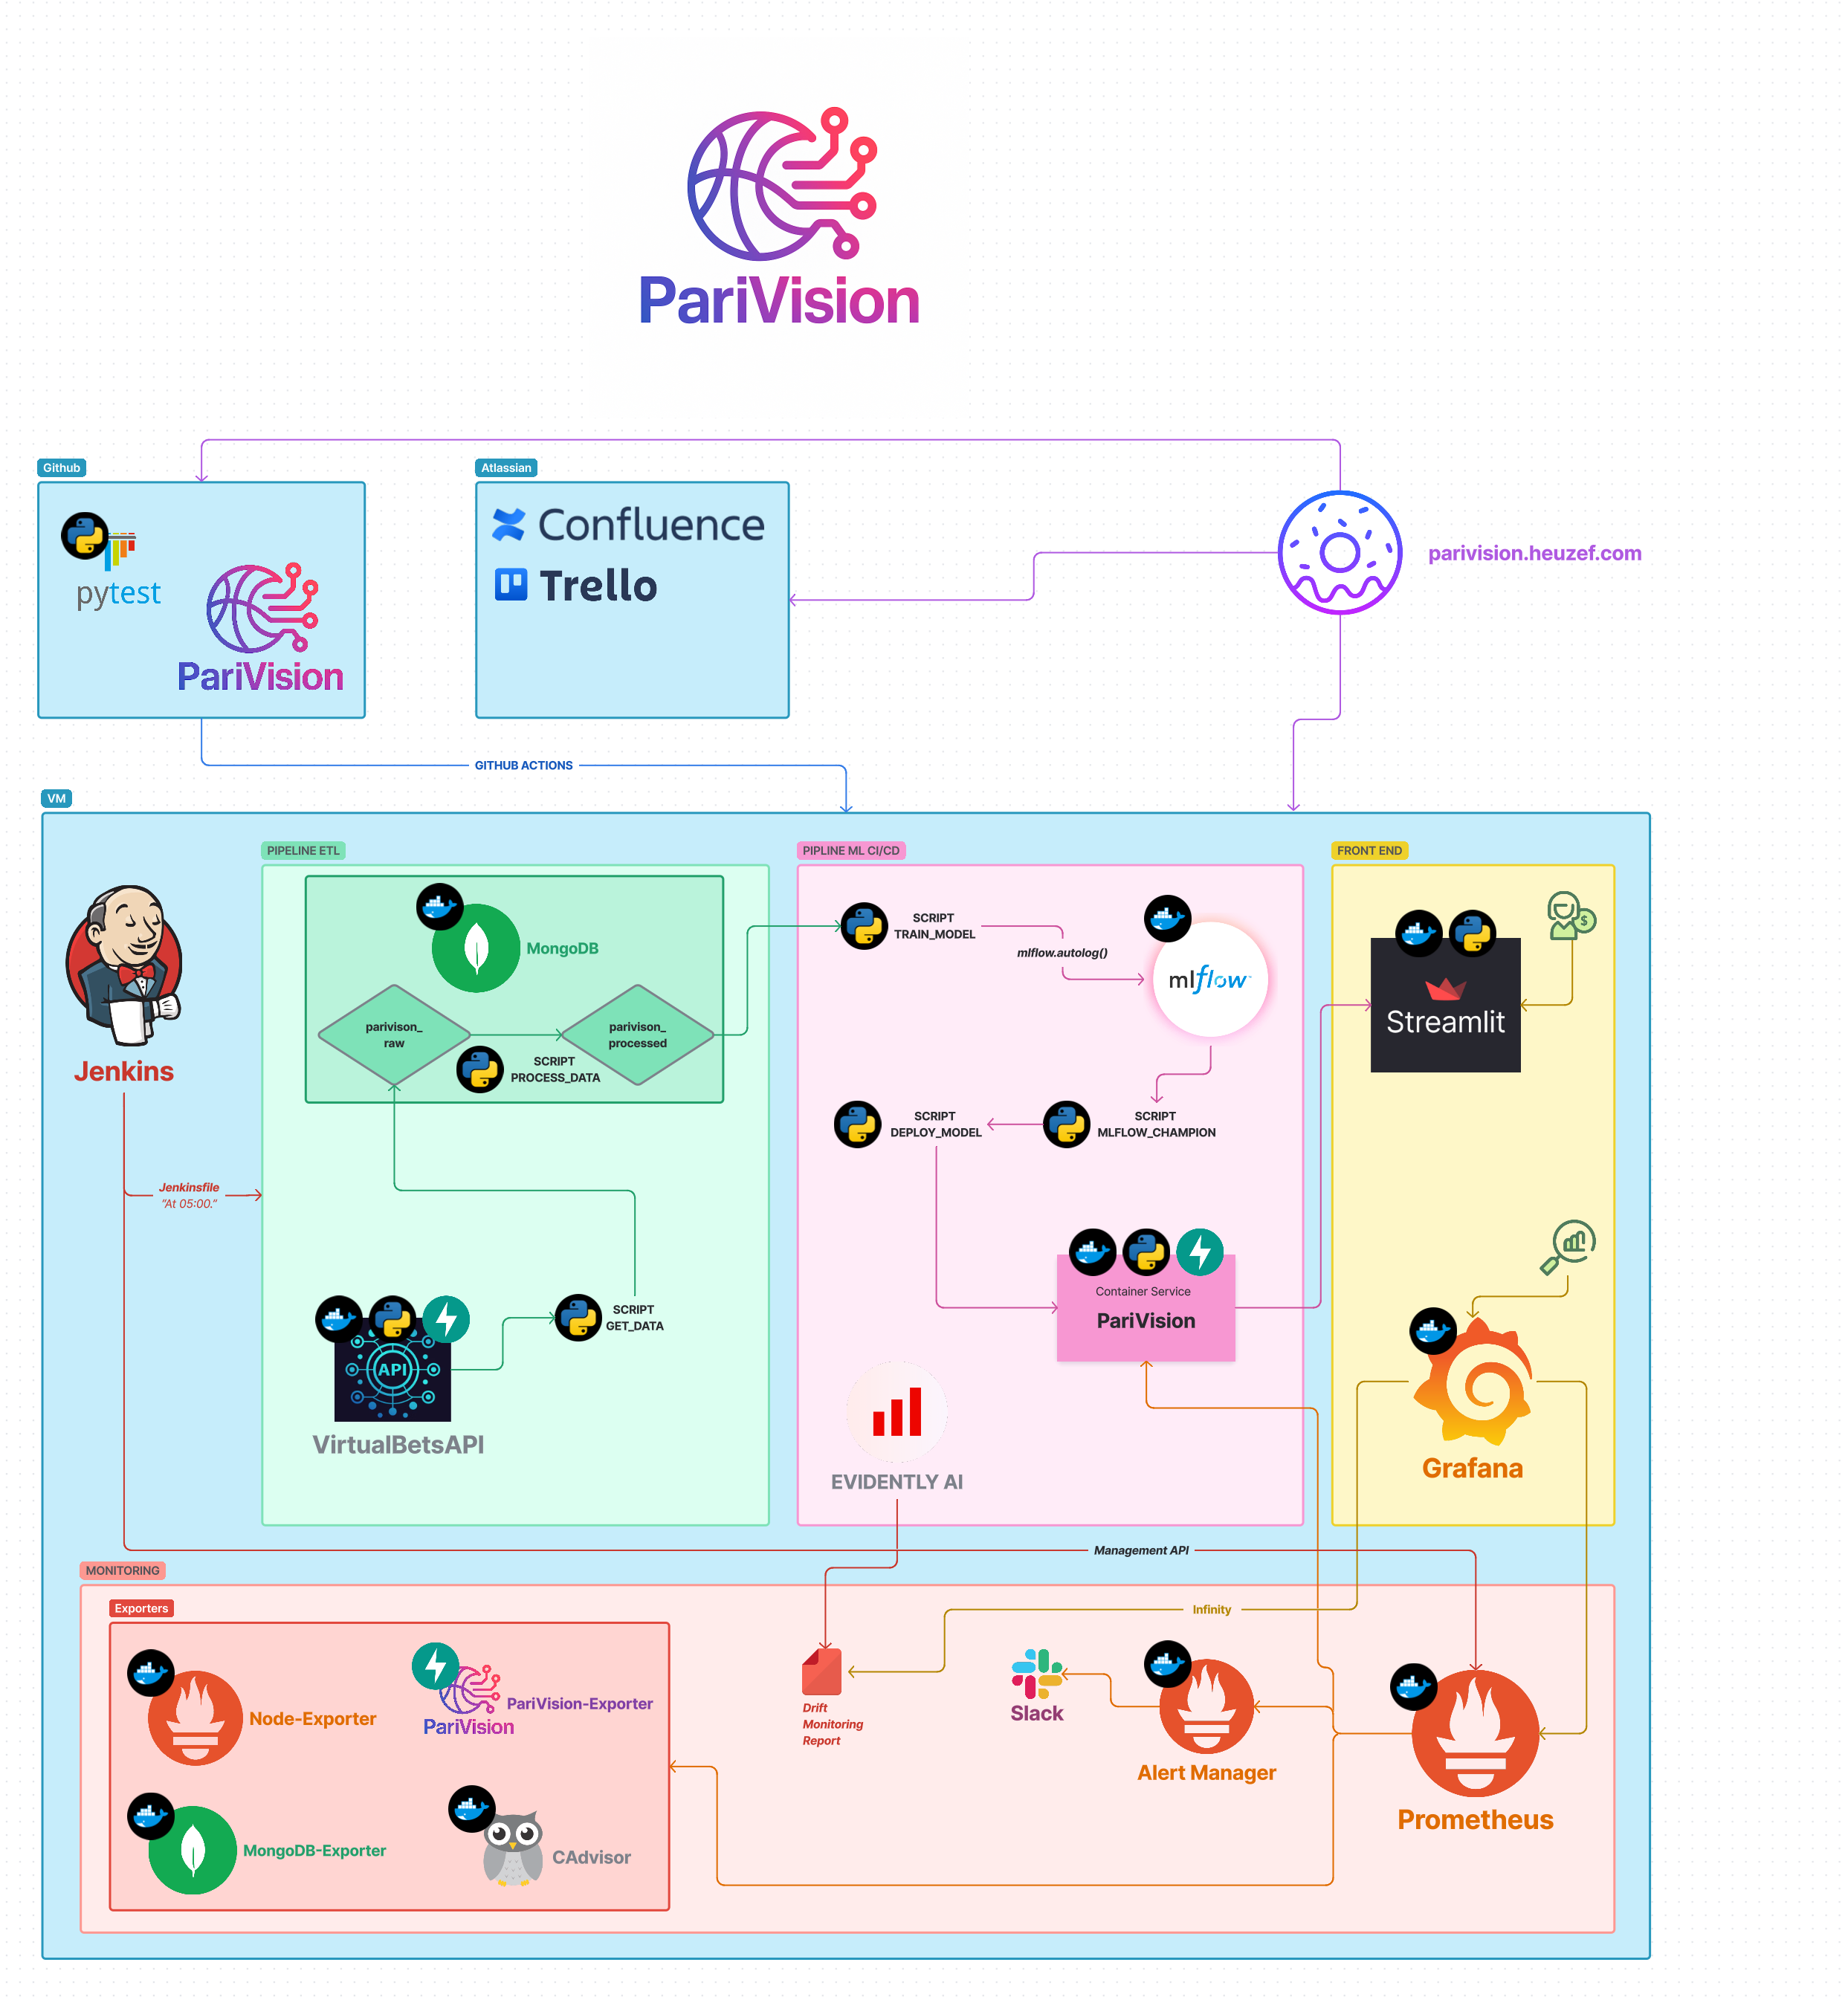 PariVision
Github
Atlassian
pytest
PariVision
Confluence
Trello
parivision.heuzef.com
GITHUB ACTIONS
VM
PIPELINE ETL
PIPLINE ML CI/CD
FRONT END
Jenkins
Jenkinsfile
"At 05:00."
MongoDB
parivison_
raw
parivison_
processed
SCRIPT
PROCESS_DATA
SCRIPT
GET_DATA
API
VirtualBetsAPI
SCRIPT
TRAIN_MODEL
mlflow.autolog()
mlflow™
SCRIPT
DEPLOY_MODEL
SCRIPT
MLFLOW_CHAMPION
Container Service
PariVision
EVIDENTLY AI
$
Streamlit
Grafana
Management API
MONITORING
Exporters
Infinity
Node-Exporter
PariVision
PariVision-Exporter
MongoDB-Exporter
CAdvisor
Drift
Monitoring
Report
Slack
Alert Manager
Prometheus